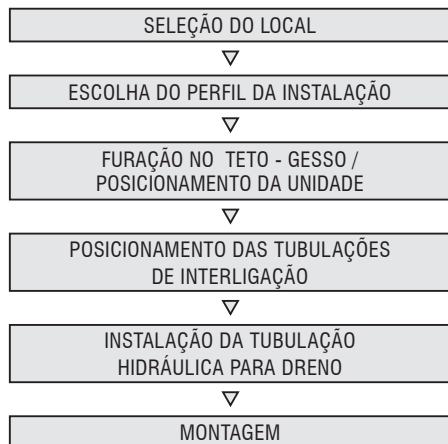 SELEÇÃO DO LOCAL
ESCOLHA DO PERFIL DA INSTALAÇÃO
FURAÇÃO NO TETO - GESSO /
POSICIONAMENTO DA UNIDADE
POSICIONAMENTO DAS TUBULAÇÕES
DE INTERLIGAÇÃO
INSTALAÇÃO DA TUBULAÇÃO
HIDRÁULICA PARA DRENO
MONTAGEM